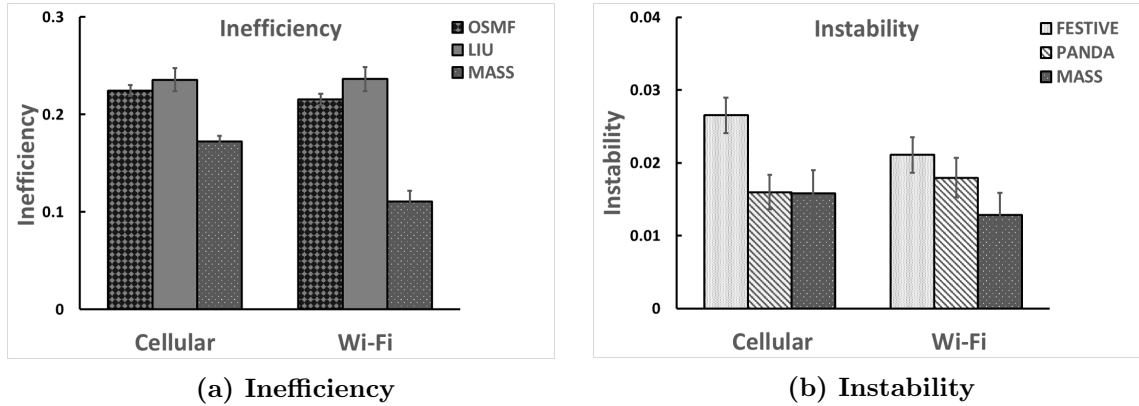 Inefficiency
0.3
0.2
0.1
0
Inefficiency
OSMF
LIU
MASS
Cellular
Wi-Fi
(a) Inefficiency
Instability
0.04
0.03
0.02
0.01
0
Instability
FESTIVE
PANDA
MASS
Cellular
Wi-Fi
(b) Instability